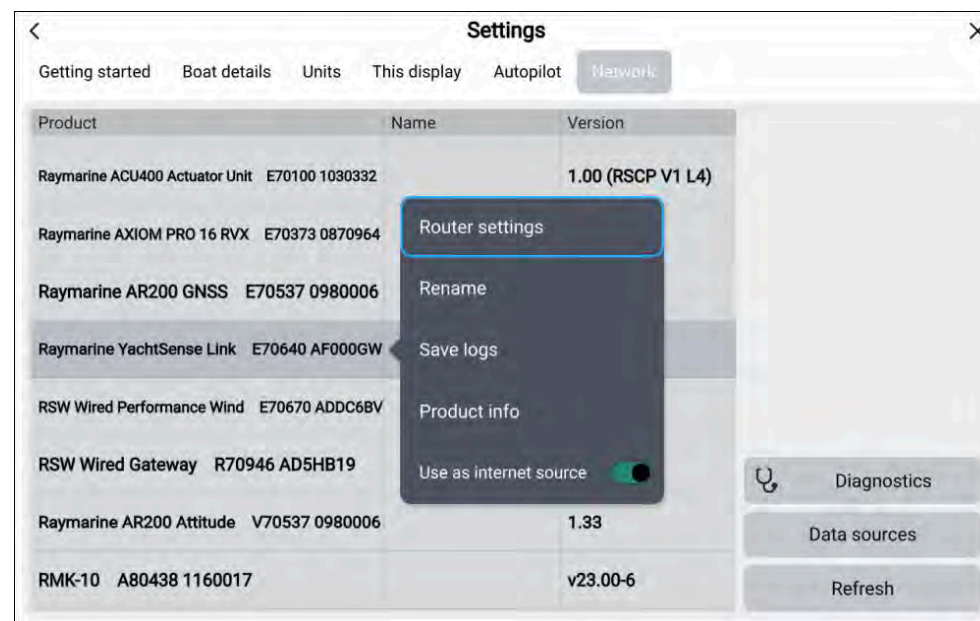 Settings
Getting started Boat details Units This display Autopilot Network
Product Name Version
Raymarine ACU400 Actuator Unit E70100 1030332 1.00 (RSCP V1 L4)
Raymarine AXIOM PRO 16 RVX E70373 0870964
Router settings
Raymarine AR200 GNSS E70537 0980006
Rename
Raymarine YachtSense Link E70640 AF000GW
Save logs
RSW Wired Performance Wind E70670 ADDC6BV
Product info
RSW Wired Gateway R70946 AD5HB19
Use as internet source
Diagnostics
Raymarine AR200 Attitude V70537 0980006 1.33
Data sources
RMK-10 A80438 1160017 v23.00-6
Refresh